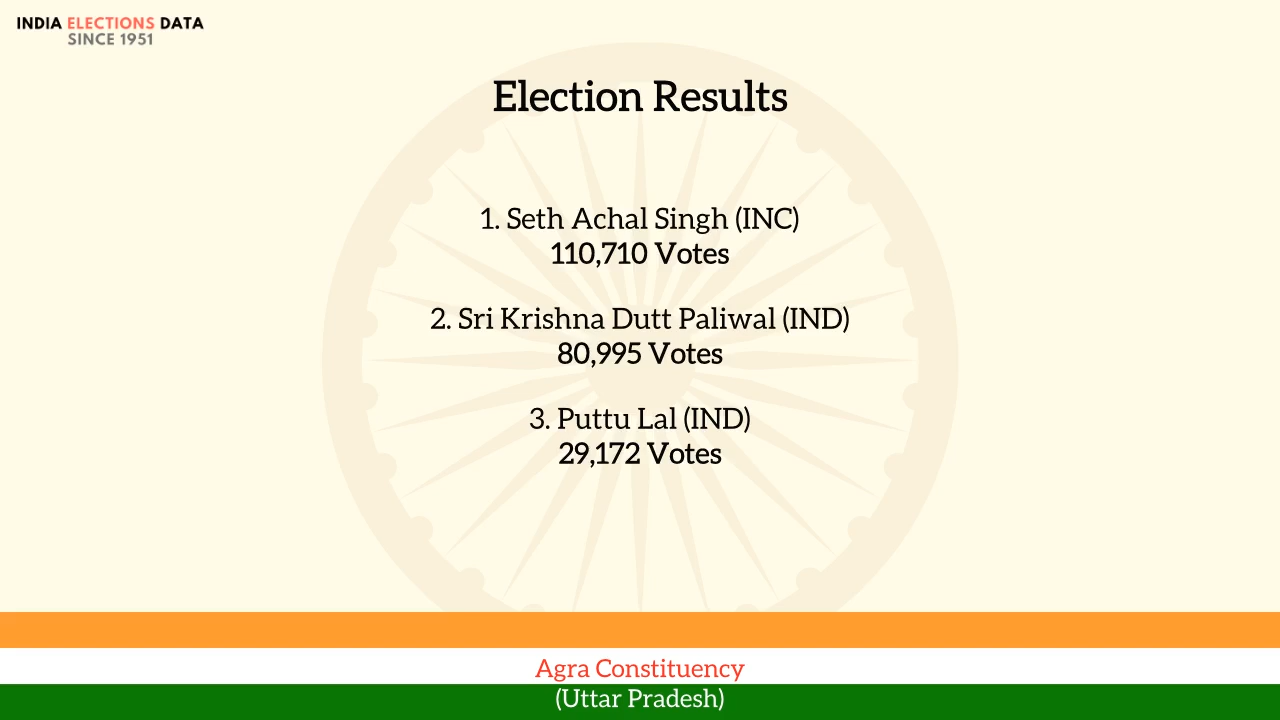 INDIA ELECTIONS DATA
SINCE 1951
Election Results
1. Seth Achal Singh (INC)
110,710 Votes
2. Sri Krishna Dutt Paliwal (IND)
80,995 Votes
3. Puttu Lal (IND)
29,172 Votes
Agra Constituency
(Uttar Pradesh)